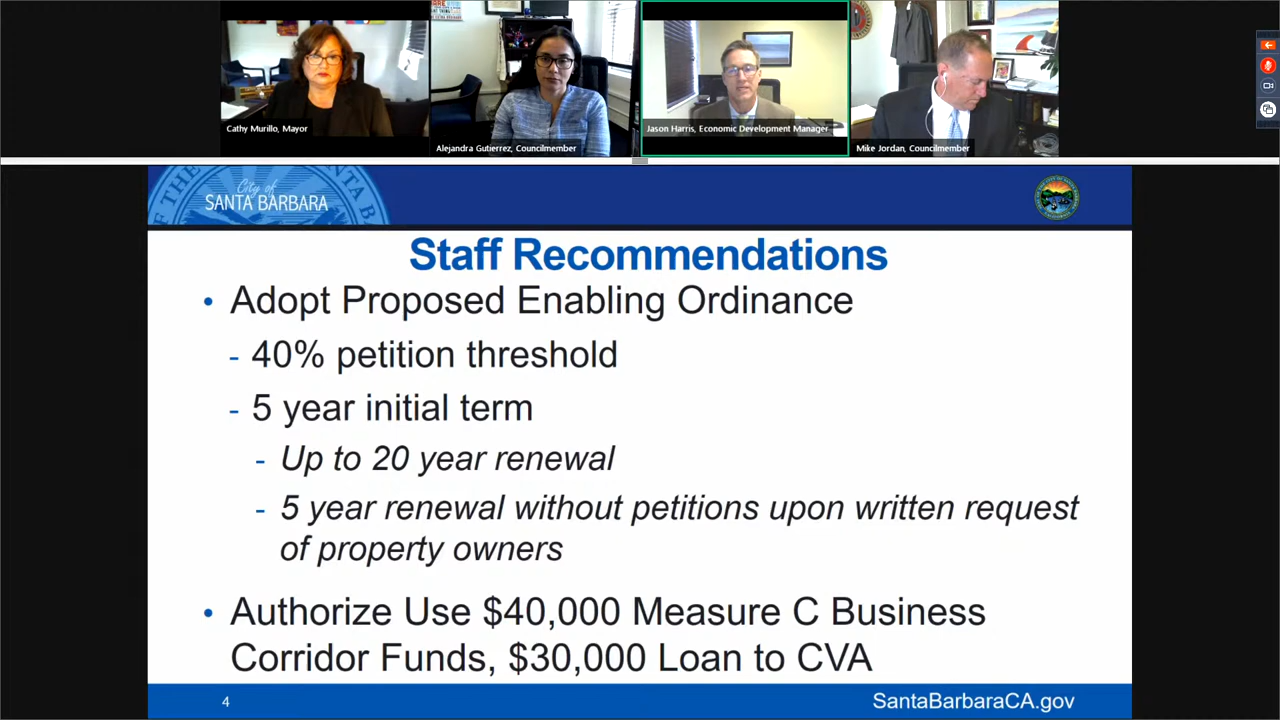 Cathy Murillo, Mayor
Alejandra Gutierrez, Councilmember
Jason Harris, Economic Development Manager
Mike Jordan, Councilmember
City of
SANTA BARBARA
Staff Recommendations
• Adopt Proposed Enabling Ordinance
- 40% petition threshold
- 5 year initial term
- Up to 20 year renewal
- 5 year renewal without petitions upon written request
of property owners
• Authorize Use $40,000 Measure C Business
Corridor Funds, $30,000 Loan to CVA
4
SantaBarbaraCA.gov